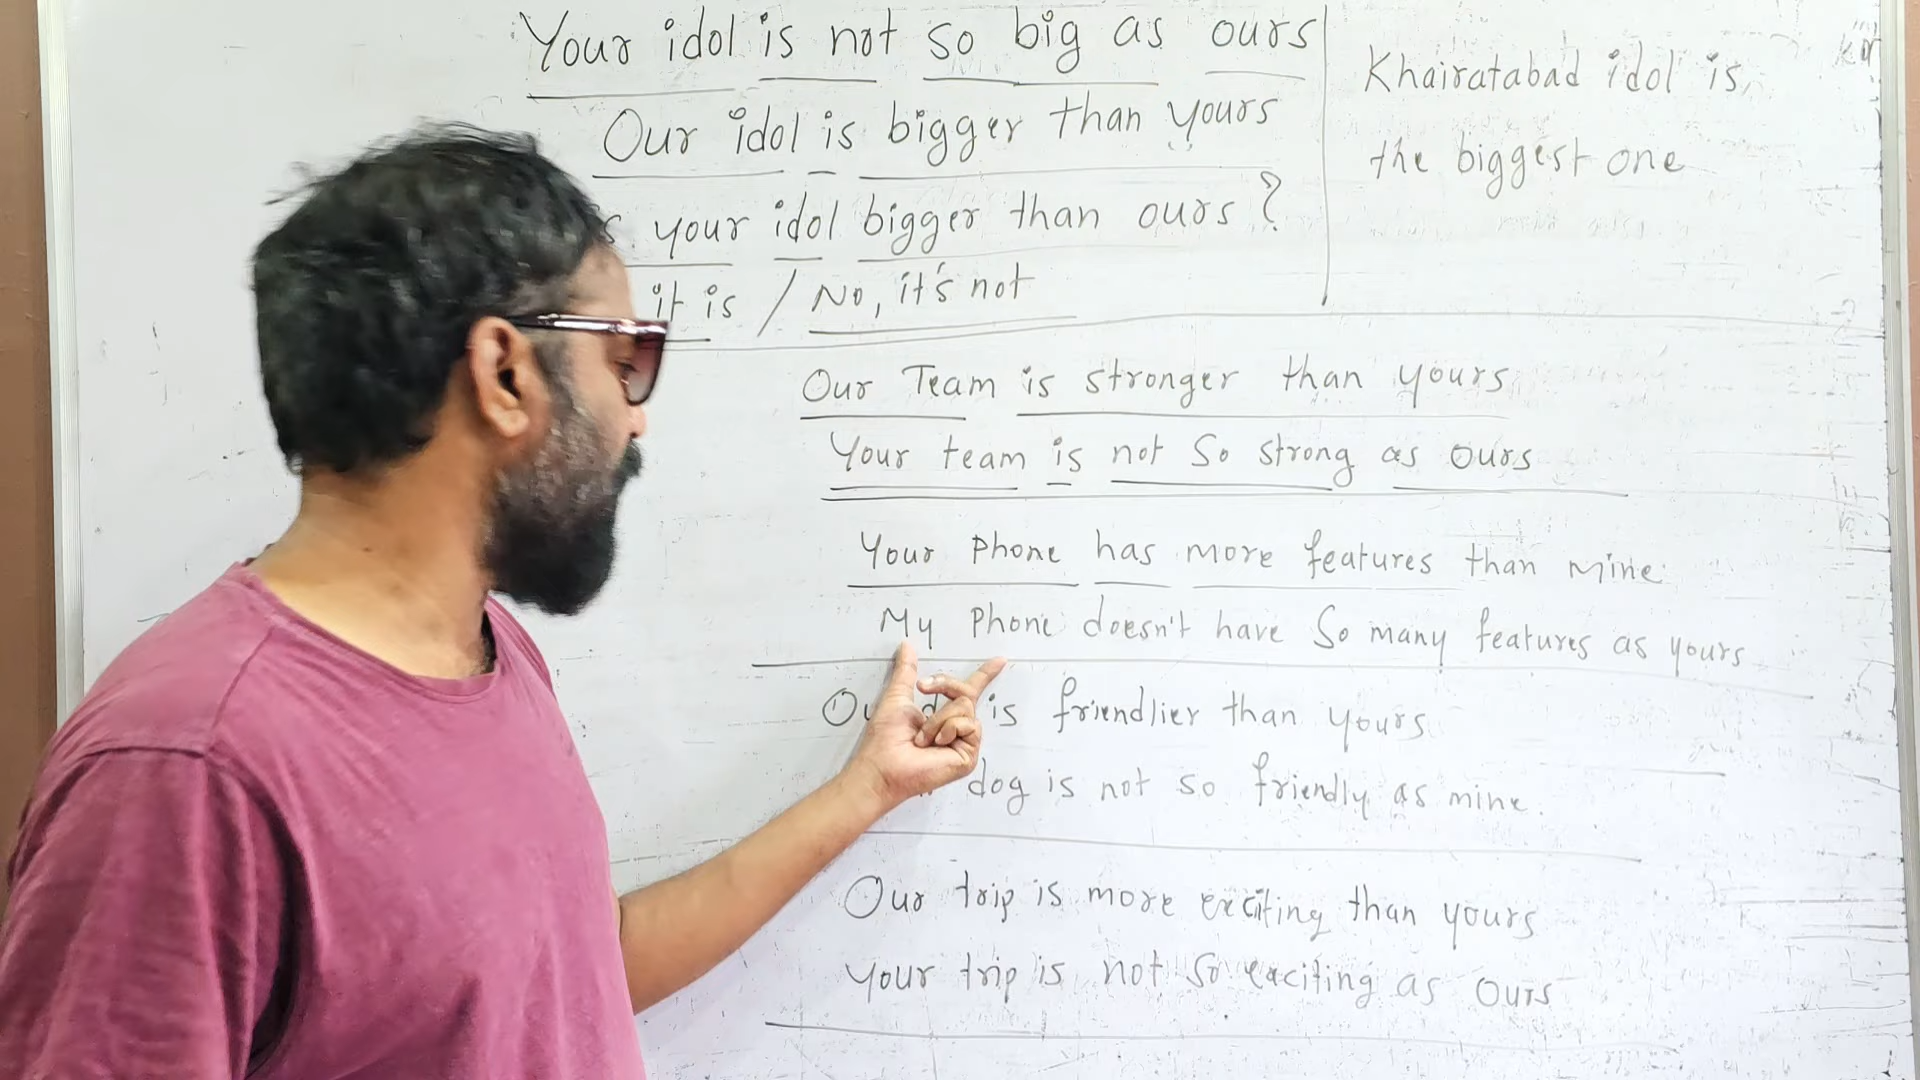 Your idol is not so big as ours
Our idol is bigger than yours
your idol bigger than ours?
it is / No, it's not
Khairatabad idol is
the biggest one
Our Team is stronger than yours
Your team is not So strong as ours
Your Phone has more features than mine
My Phone doesn't have So many features as yours
is friendlier than yours
dog is not so friendly as mine.
Our trip is more exciting than yours
Your trip is not So exciting as ours